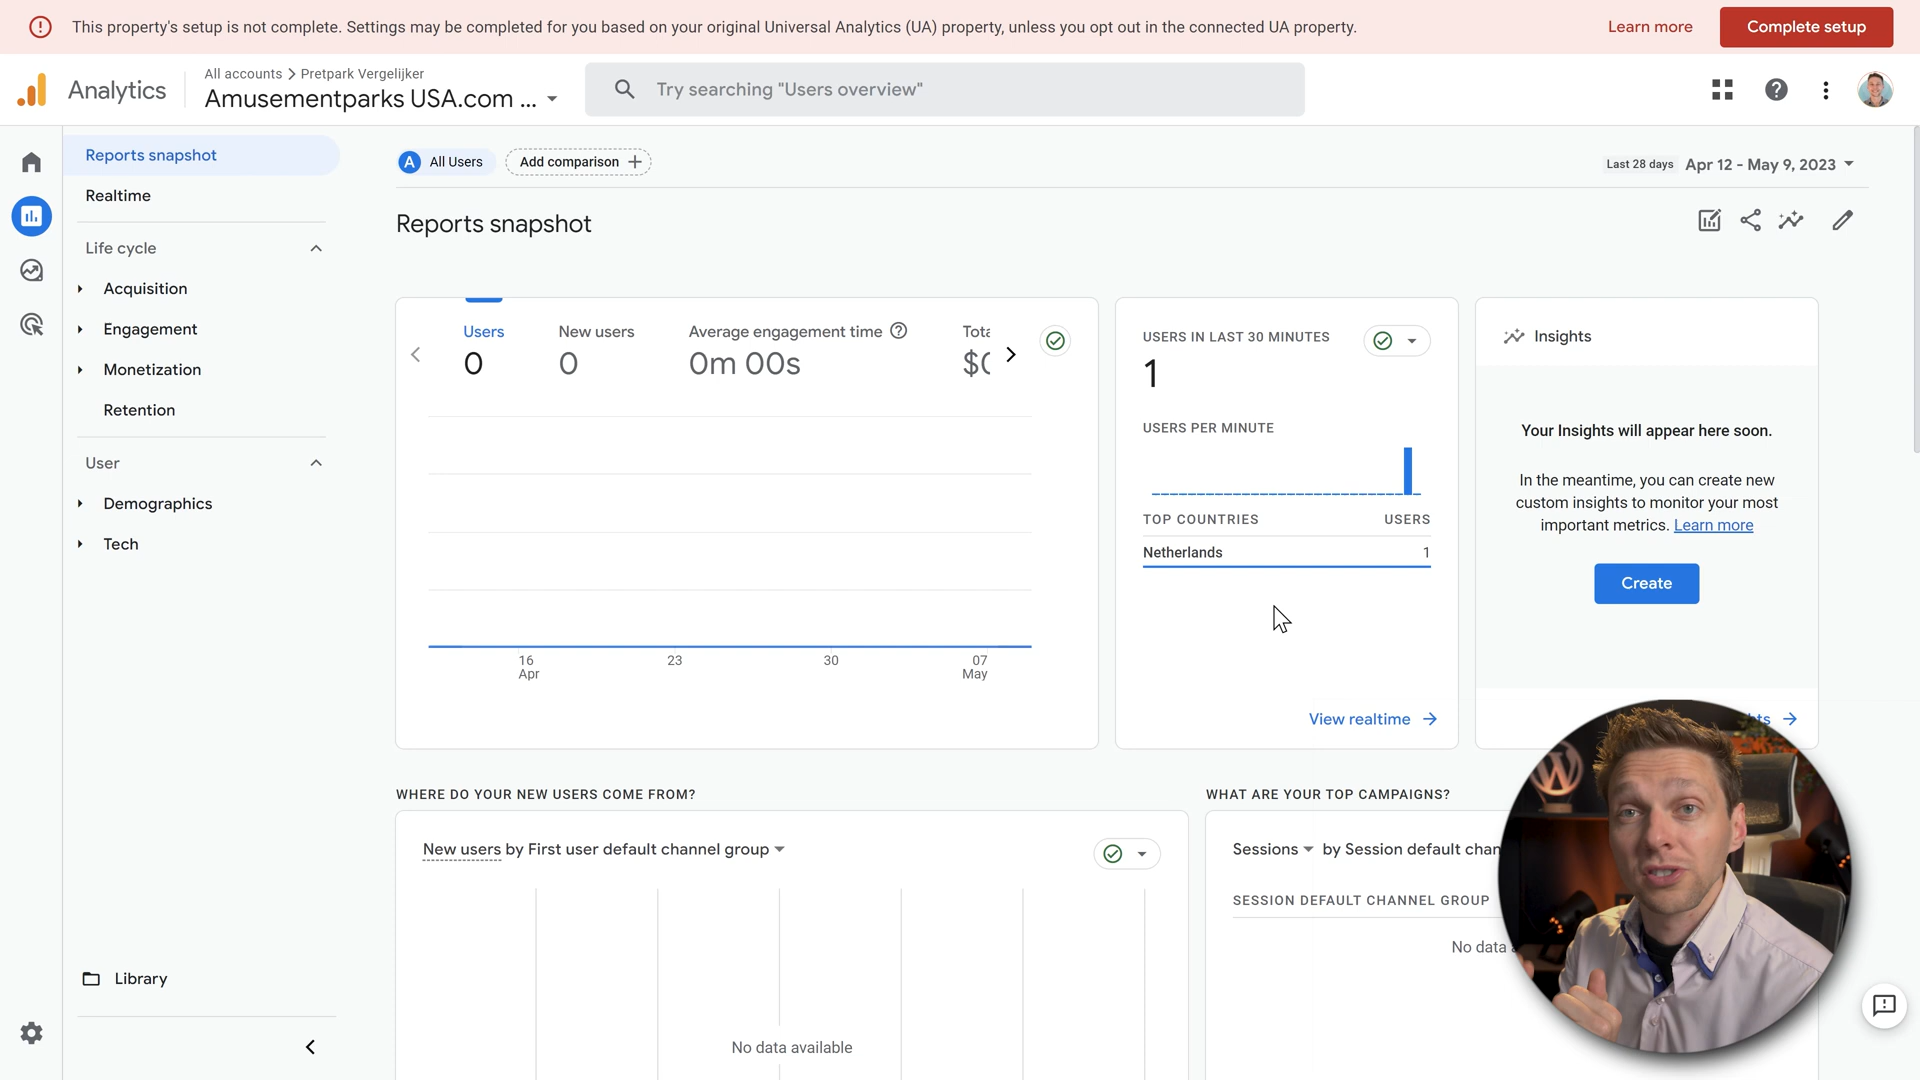 This property's setup is not complete. Settings may be completed for you based on your original Universal Analytics (UA) property, unless you opt out in the connected UA property.
Learn more
Complete setup
Analytics
All accounts > Pretpark Vergelijker
Amusementparks USA.com ...
Try searching "Users overview"
Reports snapshot
Realtime
Life cycle
Acquisition
Engagement
Monetization
Retention
User
Demographics
Tech
Library
A All Users
Add comparison +
Last 28 days Apr 12 - May 9, 2023
Reports snapshot
Users
0
New users
0
Average engagement time
0m 00s
16
Apr
23
30
07
May
USERS IN LAST 30 MINUTES
1
USERS PER MINUTE
TOP COUNTRIES USERS
Netherlands 1
View realtime
Insights
Your Insights will appear here soon.
In the meantime, you can create new
custom insights to monitor your most
important metrics. Learn more
Create
WHERE DO YOUR NEW USERS COME FROM?
New users by First user default channel group
No data available
WHAT ARE YOUR TOP CAMPAIGNS?
Sessions by Session default chan
SESSION DEFAULT CHANNEL GROUP
No data